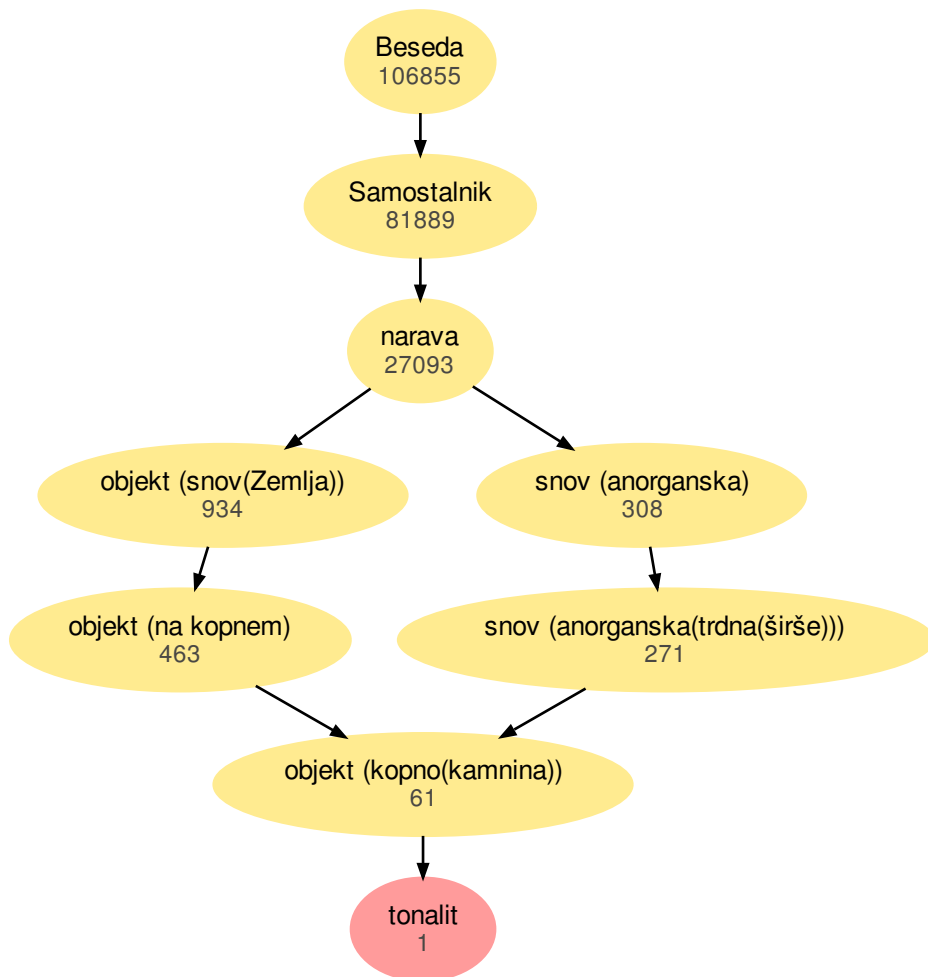 Beseda
106855
Samostalnik
81889
narava
27093
objekt (snov(Zemlja))
934
snov (anorganska)
308
objekt (na kopnem)
463
snov (anorganska(trdna(širše)))
271
objekt (kopno(kamnina))
61
tonalit
1